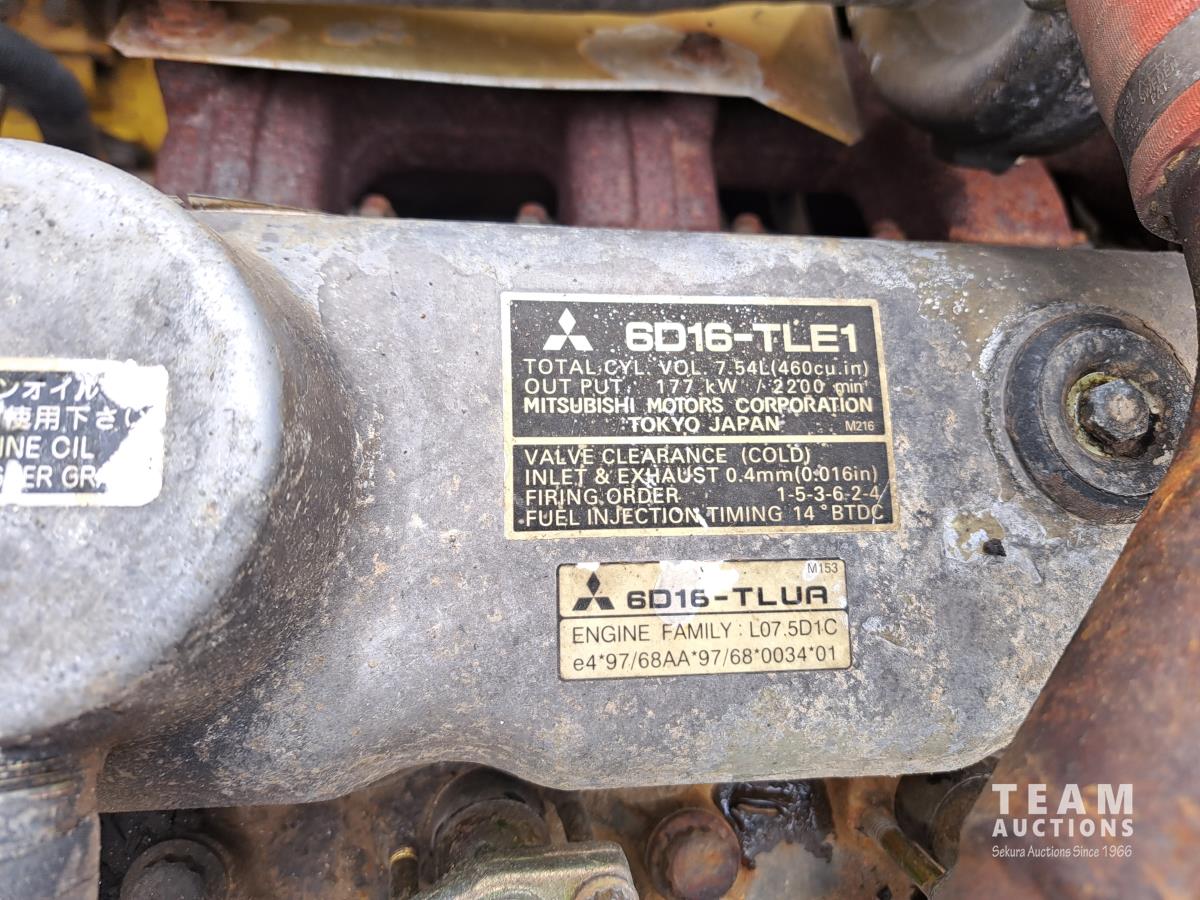 ンオイル
使用下さい
INE OIL
6D16-TLE1
TOTAL CYL. VOL. 7.54L(460cu.in)
OUT PUT. 177 kW / 2200 min⁻¹
MITSUBISHI MOTORS CORPORATION
TOKYO JAPAN M216
VALVE CLEARANCE (COLD)
INLET & EXHAUST 0.4mm(0.016in)
FIRING ORDER 1-5-3-6-2-4
FUEL INJECTION TIMING 14°BTDC
M153
6D16-TLUA
ENGINE FAMILY: L07.5D1C
e4*97/68AA*97/68*0034*01
TEAM
AUCTIONS
Sekura Auctions Since 1966